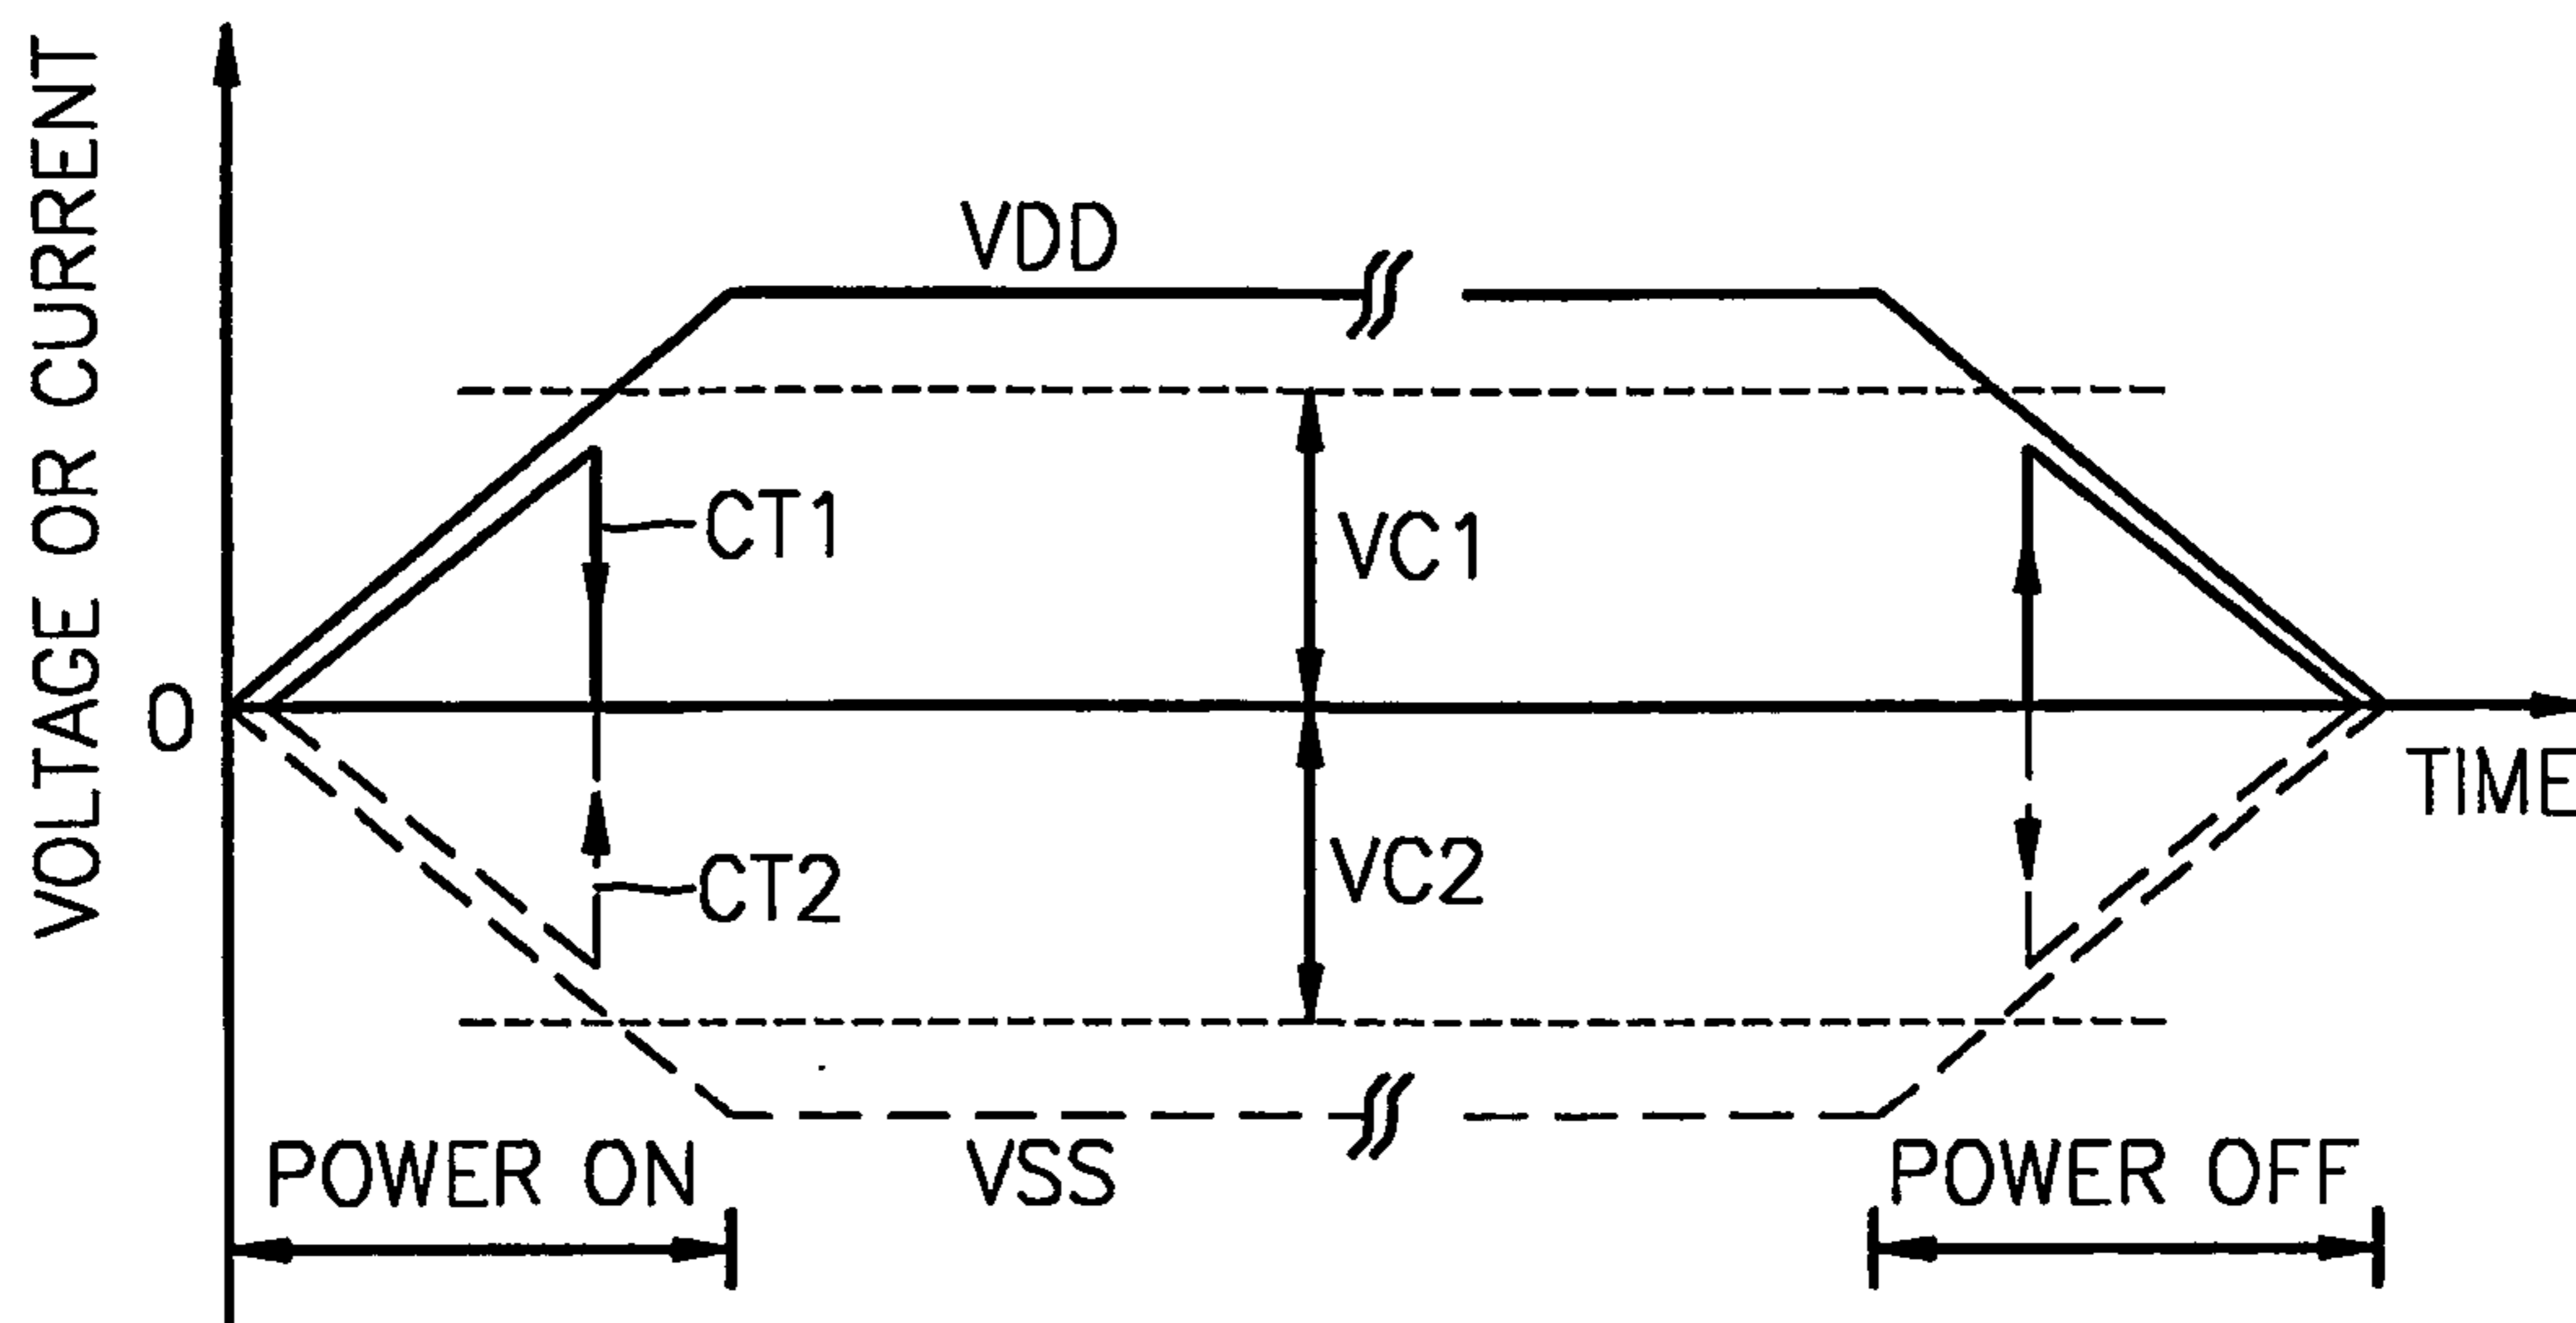 VOLTAGE OR CURRENT
VDD
CT1
VC1
0
TIME
CT2
VC2
POWER ON
VSS
POWER OFF